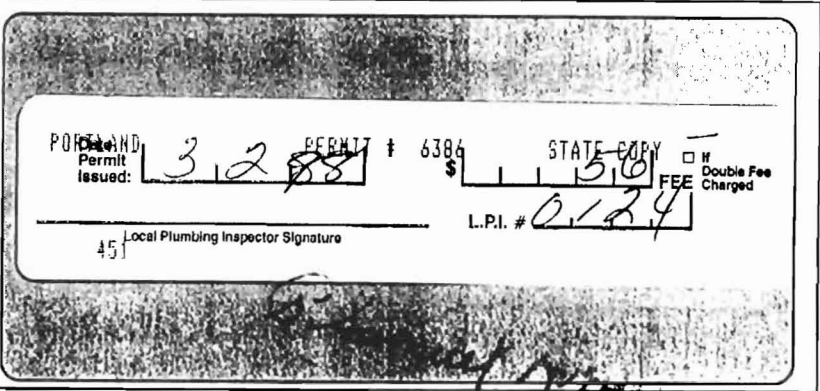 PORTLAND PERMIT # 6386 STATE COPY
Date Permit Issued: 3 2 88 $ 56 FEE □ If Double Fee Charged
L.P.I. # 0124
451 Local Plumbing Inspector Signature